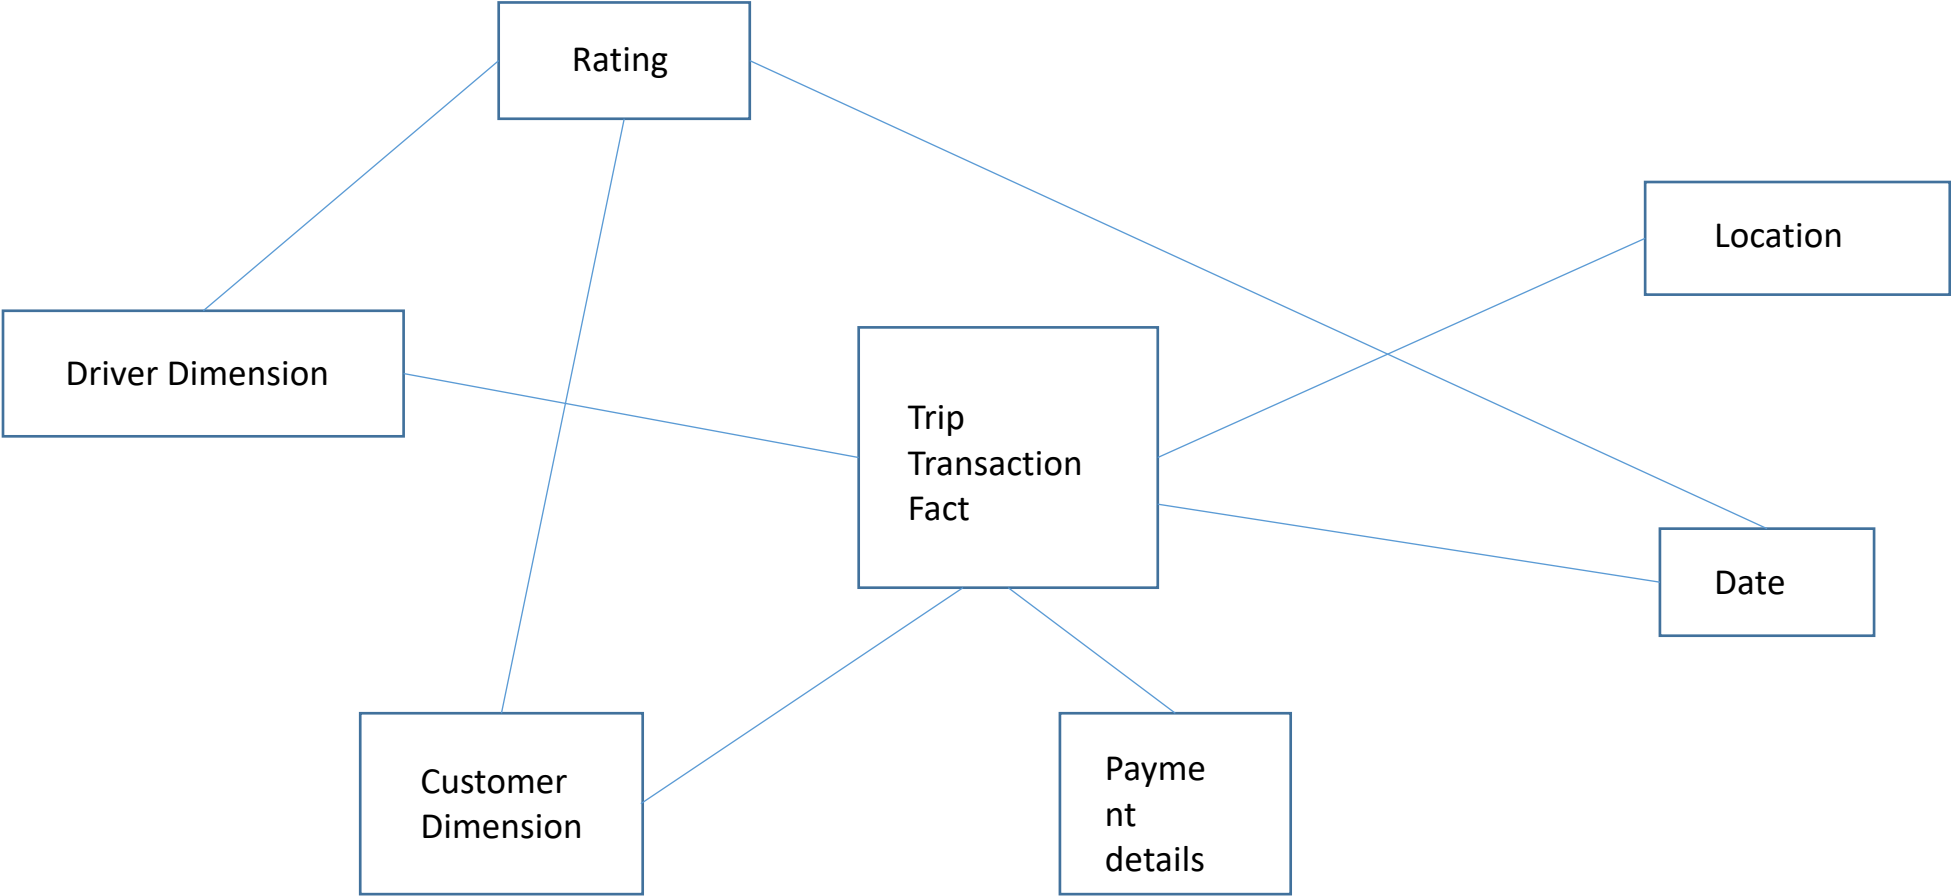 Rating
Location
Driver Dimension
Trip
Transaction
Fact
Date
Customer
Dimension
Payme
nt
details